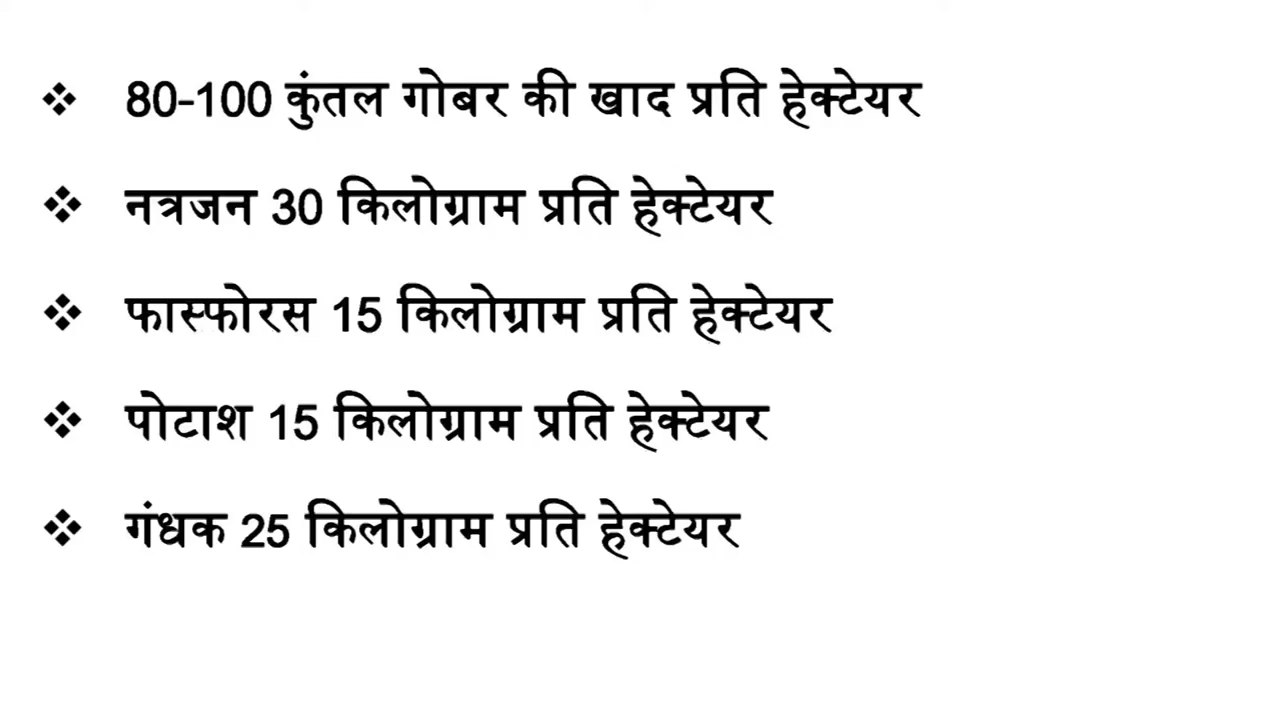 ❖ 80-100 कुंतल गोबर की खाद प्रति हेक्टेयर
❖ नत्रजन 30 किलोग्राम प्रति हेक्टेयर
❖ फास्फोरस 15 किलोग्राम प्रति हेक्टेयर
❖ पोटाश 15 किलोग्राम प्रति हेक्टेयर
❖ गंधक 25 किलोग्राम प्रति हेक्टेयर